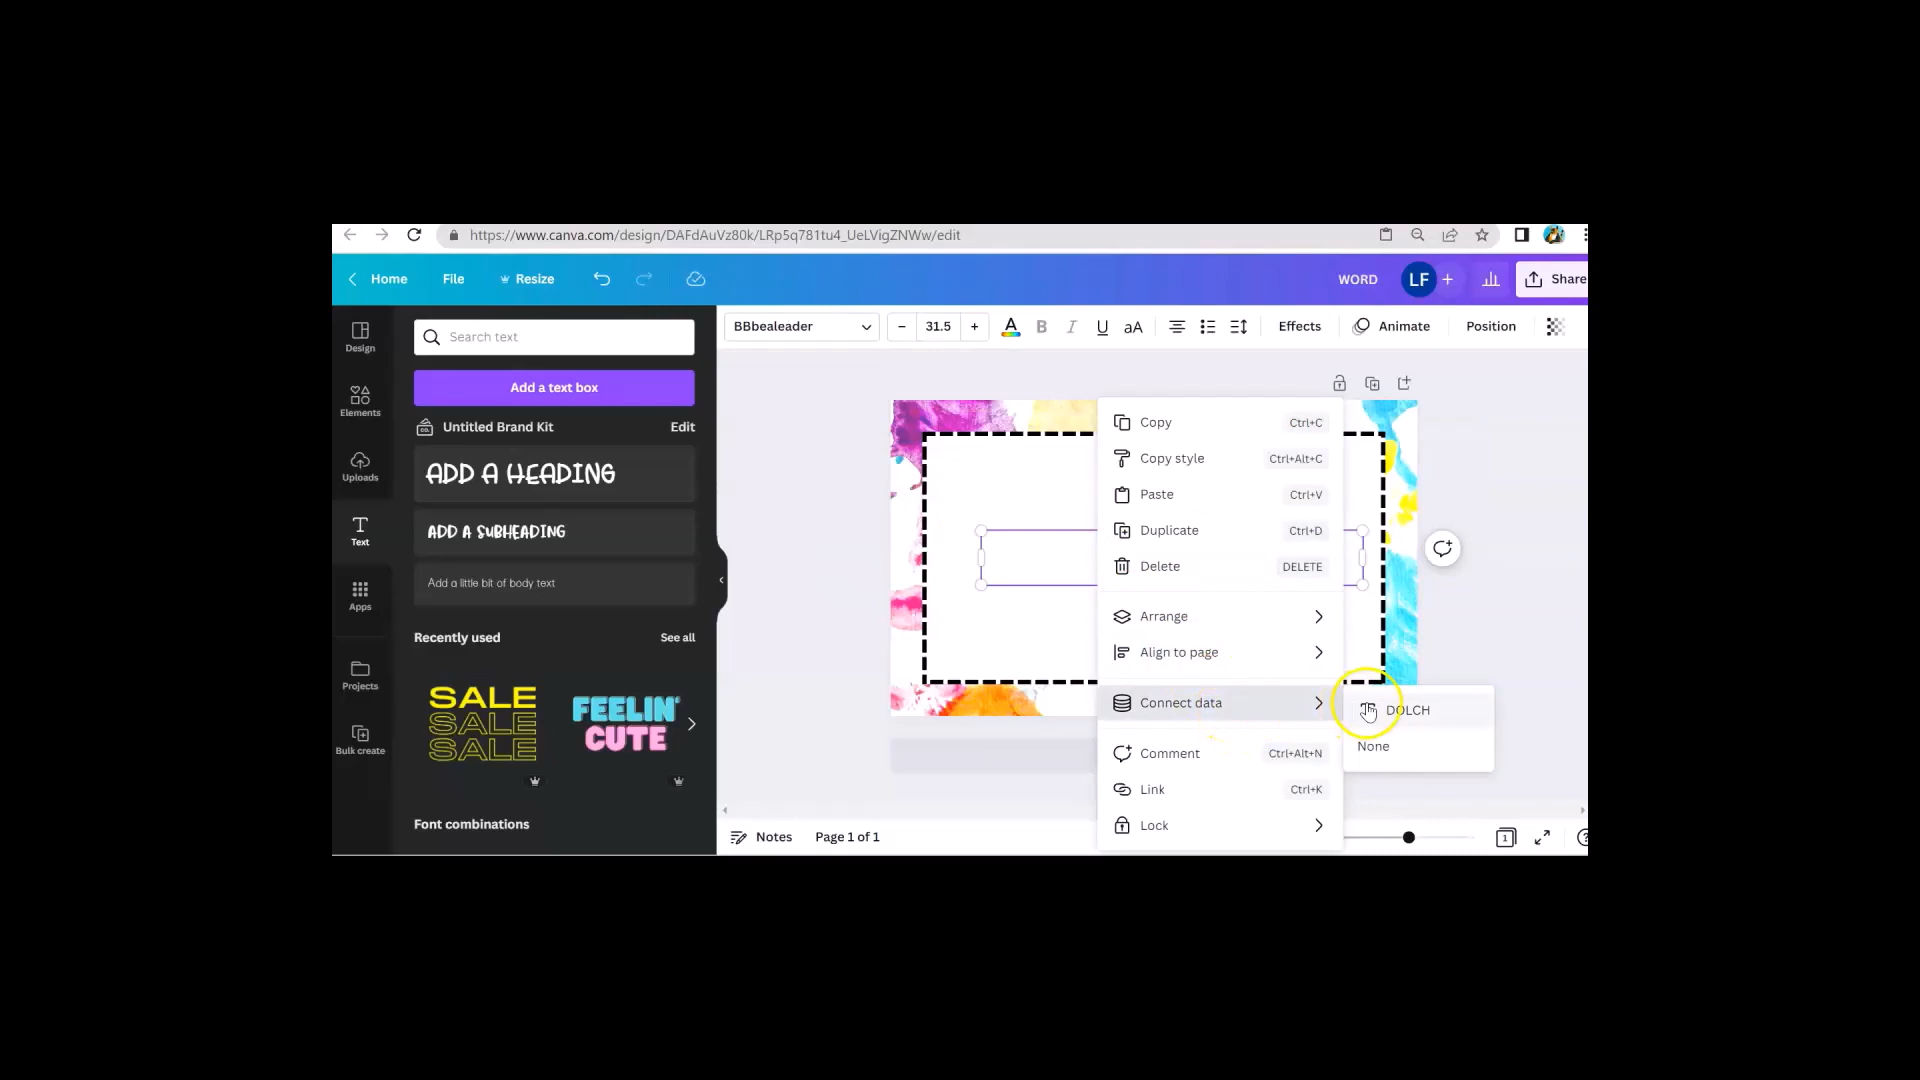 https://www.canva.com/design/DAFdAuVz80k/LRp5q781tu4_UeLVigZNWw/edit
Home File Resize WORD LF + Share
Design
Elements
Uploads
Text
Apps
Projects
Bulk create
Search text
Add a text box
CO.
Untitled Brand Kit Edit
ADD A HEADING
ADD A SUBHEADING
Add a little bit of body text
Recently used See all
SALE
SALE
SALE
FEELIN'
CUTE
Font combinations
BBbealeader – 31.5 + A B I U aA Effects Animate Position
Copy Ctrl+C
Copy style Ctrl+Alt+C
Paste Ctrl+V
Duplicate Ctrl+D
Delete DELETE
Arrange
Align to page
Connect data
Comment Ctrl+Alt+N
Link Ctrl+K
Lock
DOLCH
None
Notes Page 1 of 1 1 ?